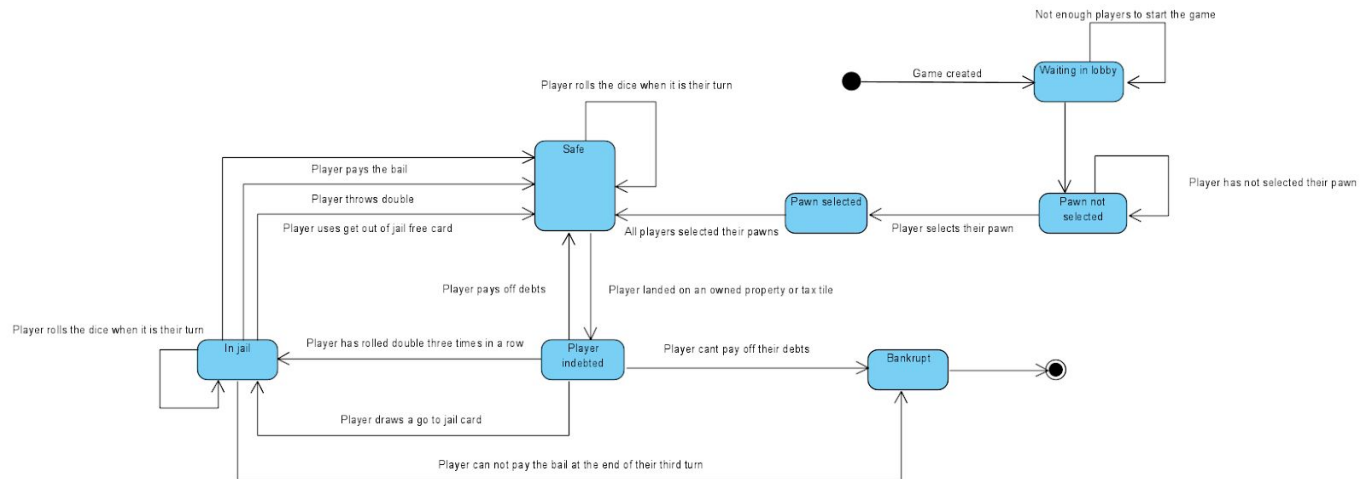 Not enough players to start the game
Game created
Waiting in lobby
Player rolls the dice when it is their turn
Safe
Player pays the bail
Player throws double
Player uses get out of jail free card
Pawn selected
Pawn not
selected
Player has not selected their pawn
All players selected their pawns
Player selects their pawn
Player pays off debts
Player landed on an owned property or tax tile
Player rolls the dice when it is their turn
In jail
Player has rolled double three times in a row
Player
indebted
Player cant pay off their debts
Bankrupt
Player draws a go to jail card
Player can not pay the bail at the end of their third turn